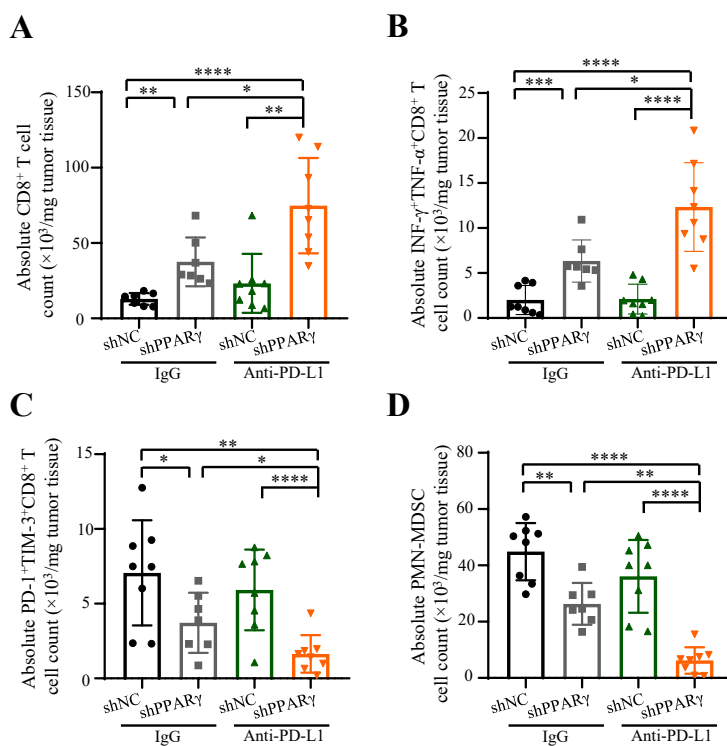 A
Absolute CD8⁺ T cell
count (×10³/mg tumor tissue)
150
100
50
0
****
**
*
**
shNC
shPPARγ
shNC
shPPARγ
IgG
Anti-PD-L1
B
Absolute INF-γ⁺TNF-α⁺CD8⁺ T
cell count (×10³/mg tumor tissue)
25
20
15
10
5
0
****
***
*
****
shNC
shPPARγ
shNC
shPPARγ
IgG
Anti-PD-L1
C
Absolute PD-1⁺TIM-3⁺CD8⁺ T
cell count (×10³/mg tumor tissue)
15
10
5
0
**
*
*
****
shNC
shPPARγ
shNC
shPPARγ
IgG
Anti-PD-L1
D
Absolute PMN-MDSC
cell count (×10³/mg tumor tissue)
80
60
40
20
0
****
**
**
****
shNC
shPPARγ
shNC
shPPARγ
IgG
Anti-PD-L1